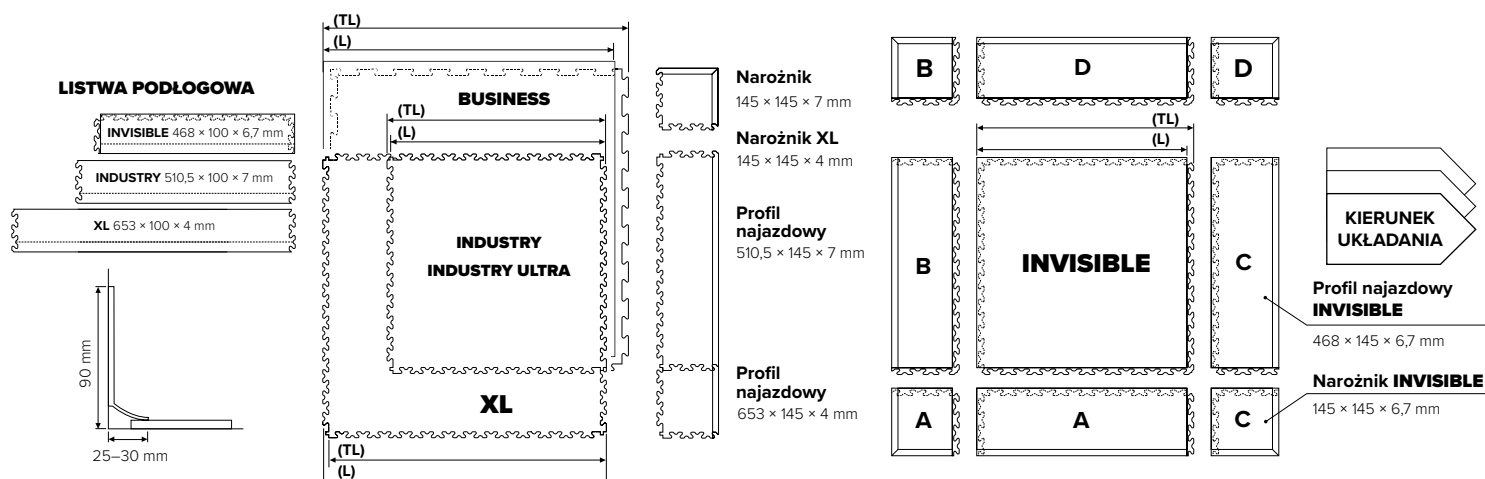 LISTWA PODŁOGOWA
INVISIBLE 468 × 100 × 6,7 mm
INDUSTRY 510,5 × 100 × 7 mm
XL 653 × 100 × 4 mm
90 mm
25–30 mm
(TL)
(L)
BUSINESS
(TL)
(L)
INDUSTRY
INDUSTRY ULTRA
XL
(TL)
(L)
Narożnik
145 × 145 × 7 mm
Narożnik XL
145 × 145 × 4 mm
Profil
najazdowy
510,5 × 145 × 7 mm
Profil
najazdowy
653 × 145 × 4 mm
B
D
D
(TL)
(L)
B
INVISIBLE
C
A
A
C
KIERUNEK
UKŁADANIA
Profil najazdowy
INVISIBLE
468 × 145 × 6,7 mm
Narożnik INVISIBLE
145 × 145 × 6,7 mm